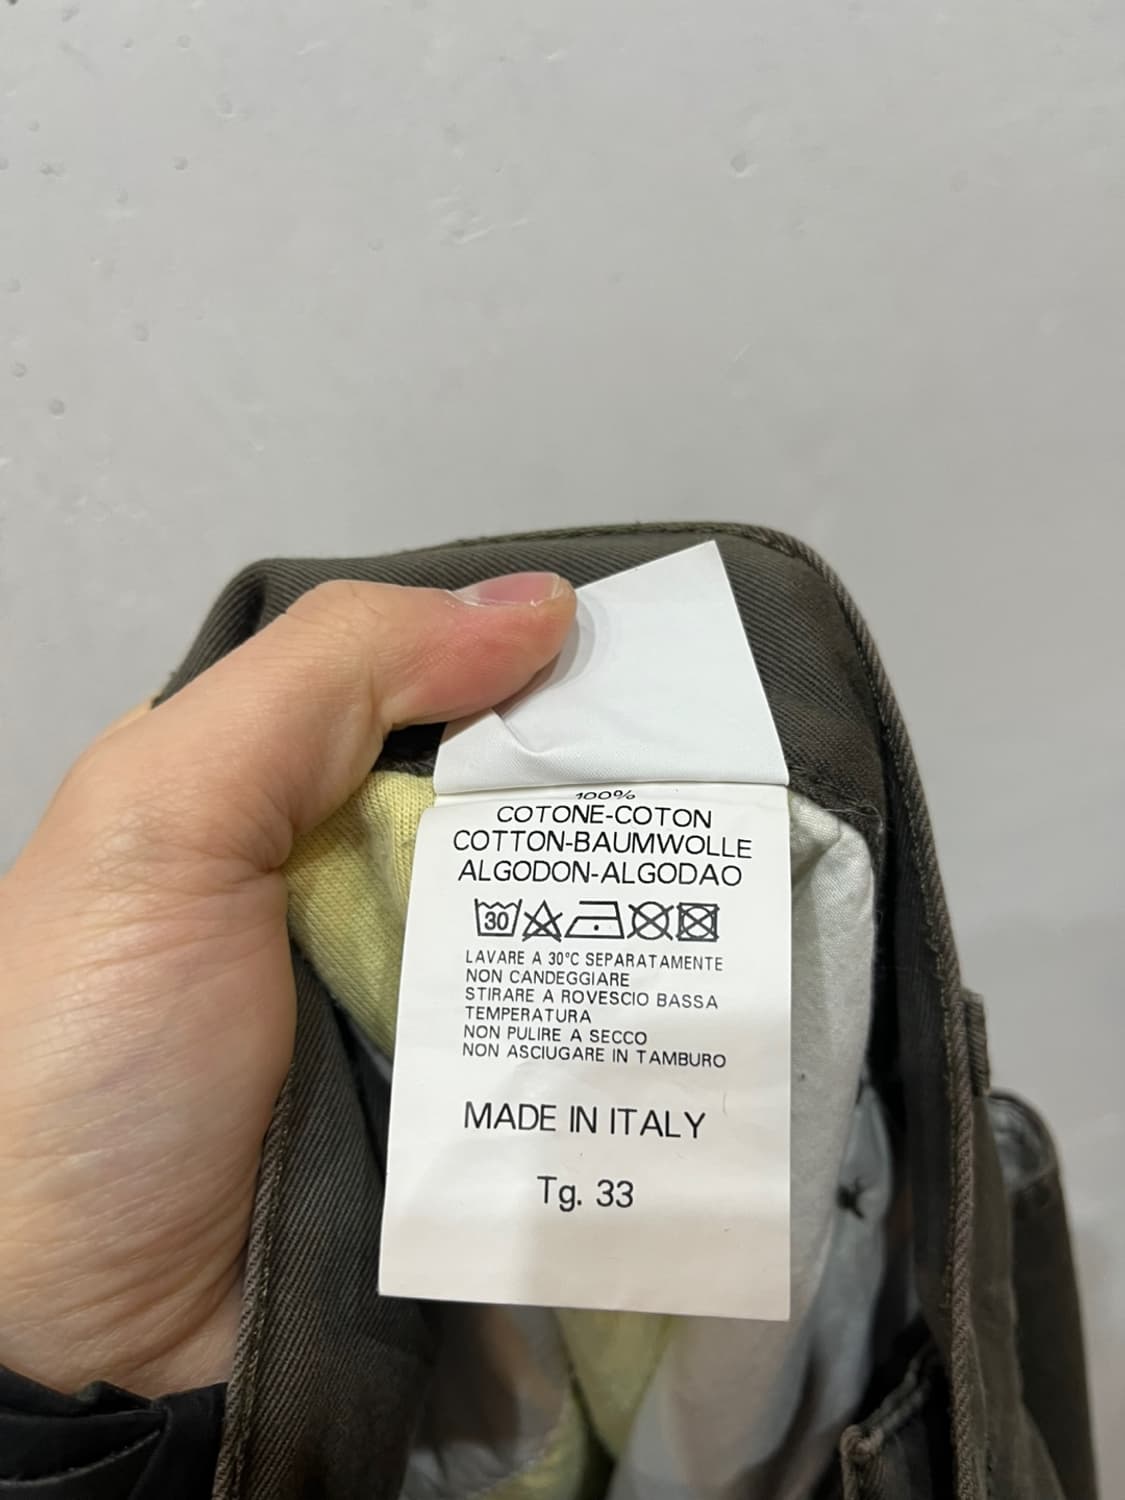 100%
COTONE-COTON
COTTON-BAUMWOLLE
ALGODON-ALGODAO
30
LAVARE A 30°C SEPARATAMENTE
NON CANDEGGIARE
STIRARE A ROVESCIO BASSA
TEMPERATURA
NON PULIRE A SECCO
NON ASCIUGARE IN TAMBURO
MADE IN ITALY
Tg. 33